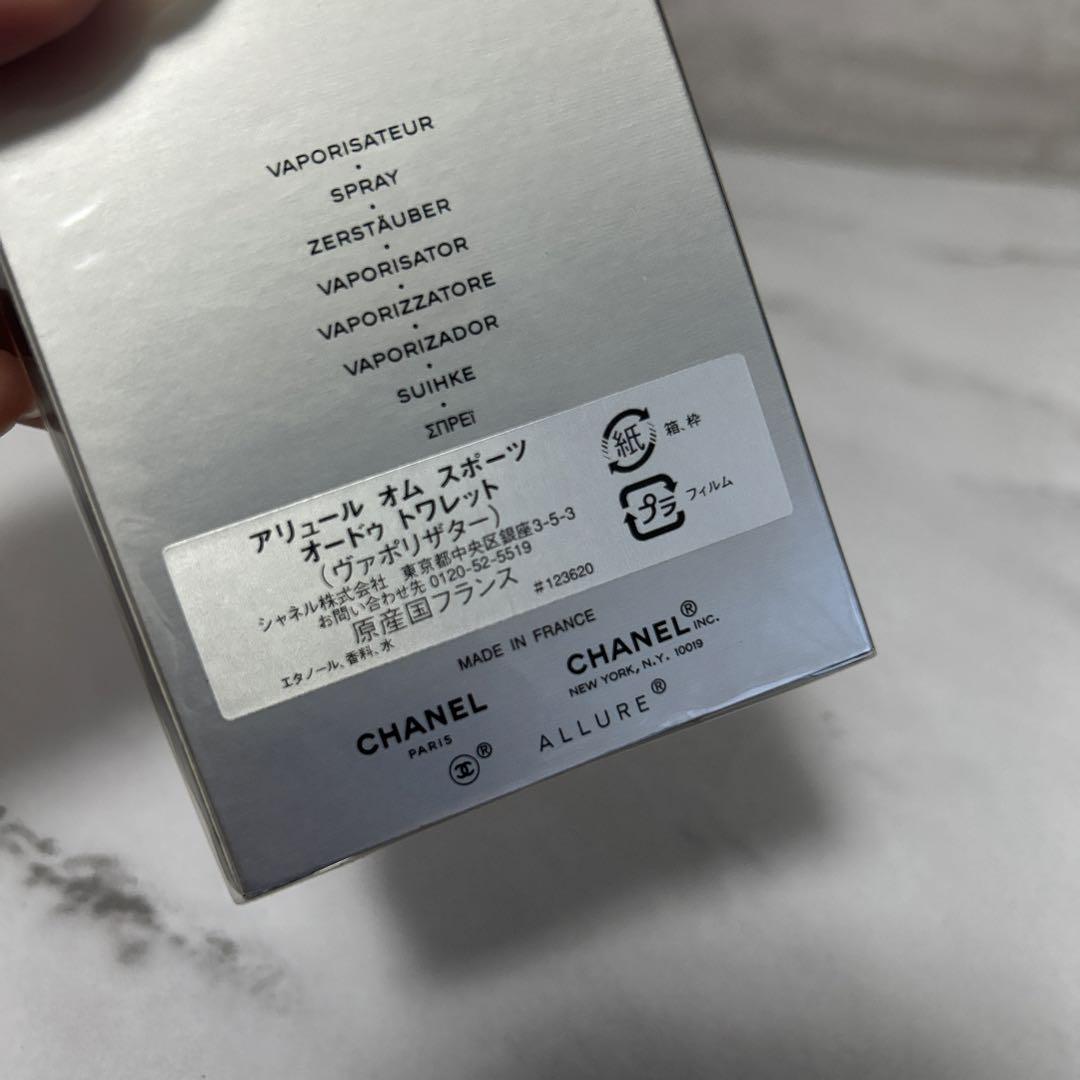 VAPORISATEUR
SPRAY
ZERSTÄUBER
VAPORISATOR
VAPORIZZATORE
VAPORIZADOR
SUIHKE
ΣΠΡΕΪ
アリュール オム スポーツ
オードゥ トワレット
（ヴァポリザター）
シャネル株式会社 東京都中央区銀座3-5-3
お問い合わせ先 0120-52-5519
原産国フランス #123620
エタノール、香料、水
紙 箱、枠
プラ フィルム
MADE IN FRANCE
CHANEL
PARIS
®
CHANEL® INC.
NEW YORK, N.Y. 10019
ALLURE®